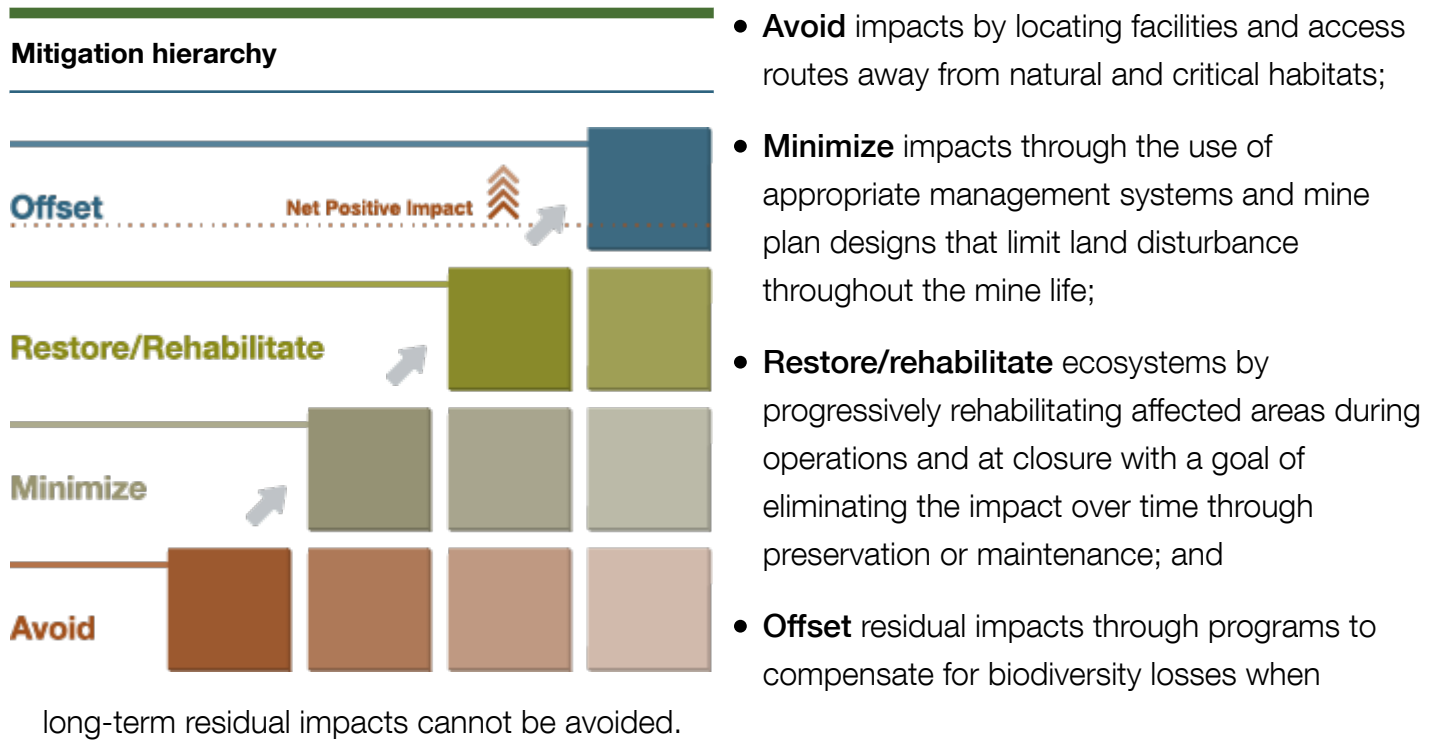 Mitigation hierarchy
Offset
Net Positive Impact
Restore/Rehabilitate
Minimize
Avoid
• Avoid impacts by locating facilities and access
routes away from natural and critical habitats;
• Minimize impacts through the use of
appropriate management systems and mine
plan designs that limit land disturbance
throughout the mine life;
• Restore/rehabilitate ecosystems by
progressively rehabilitating affected areas during
operations and at closure with a goal of
eliminating the impact over time through
preservation or maintenance; and
• Offset residual impacts through programs to
compensate for biodiversity losses when
long-term residual impacts cannot be avoided.